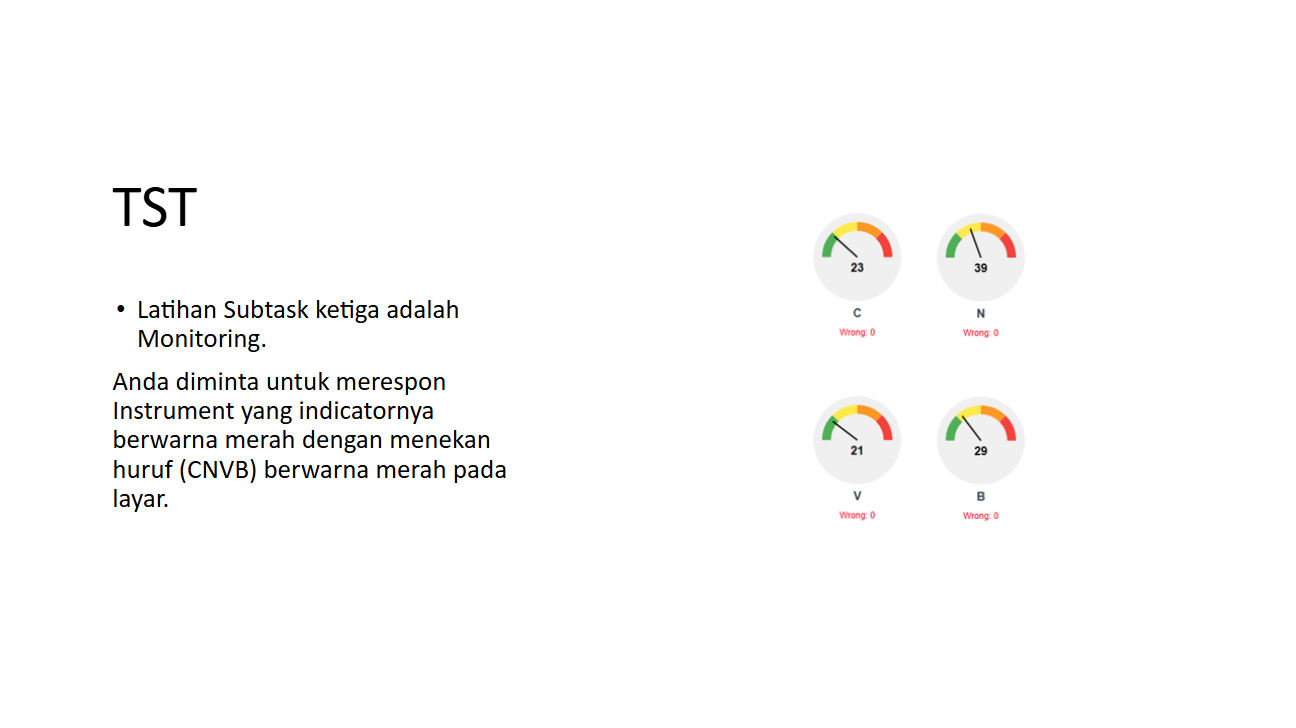 TST
• Latihan Subtask ketiga adalah
Monitoring.
Anda diminta untuk merespon
Instrument yang indicatornya
berwarna merah dengan menekan
huruf (CNVB) berwarna merah pada
layar.
23
39
C
N
Wrong: 0
Wrong: 0
21
29
V
B
Wrong: 0
Wrong: 0